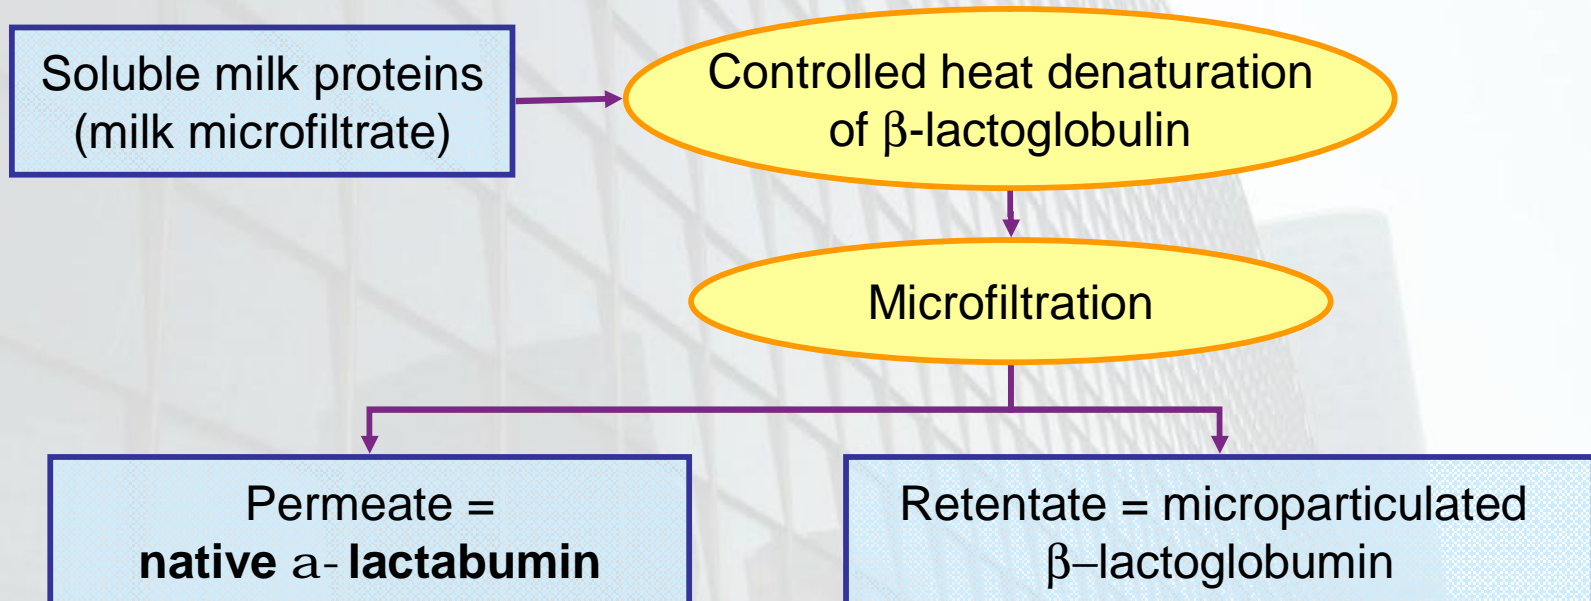 Soluble milk proteins
(milk microfiltrate)
Controlled heat denaturation
of β-lactoglobulin
Microfiltration
Permeate =
native a- lactabumin
Retentate = microparticulated
β–lactoglobumin